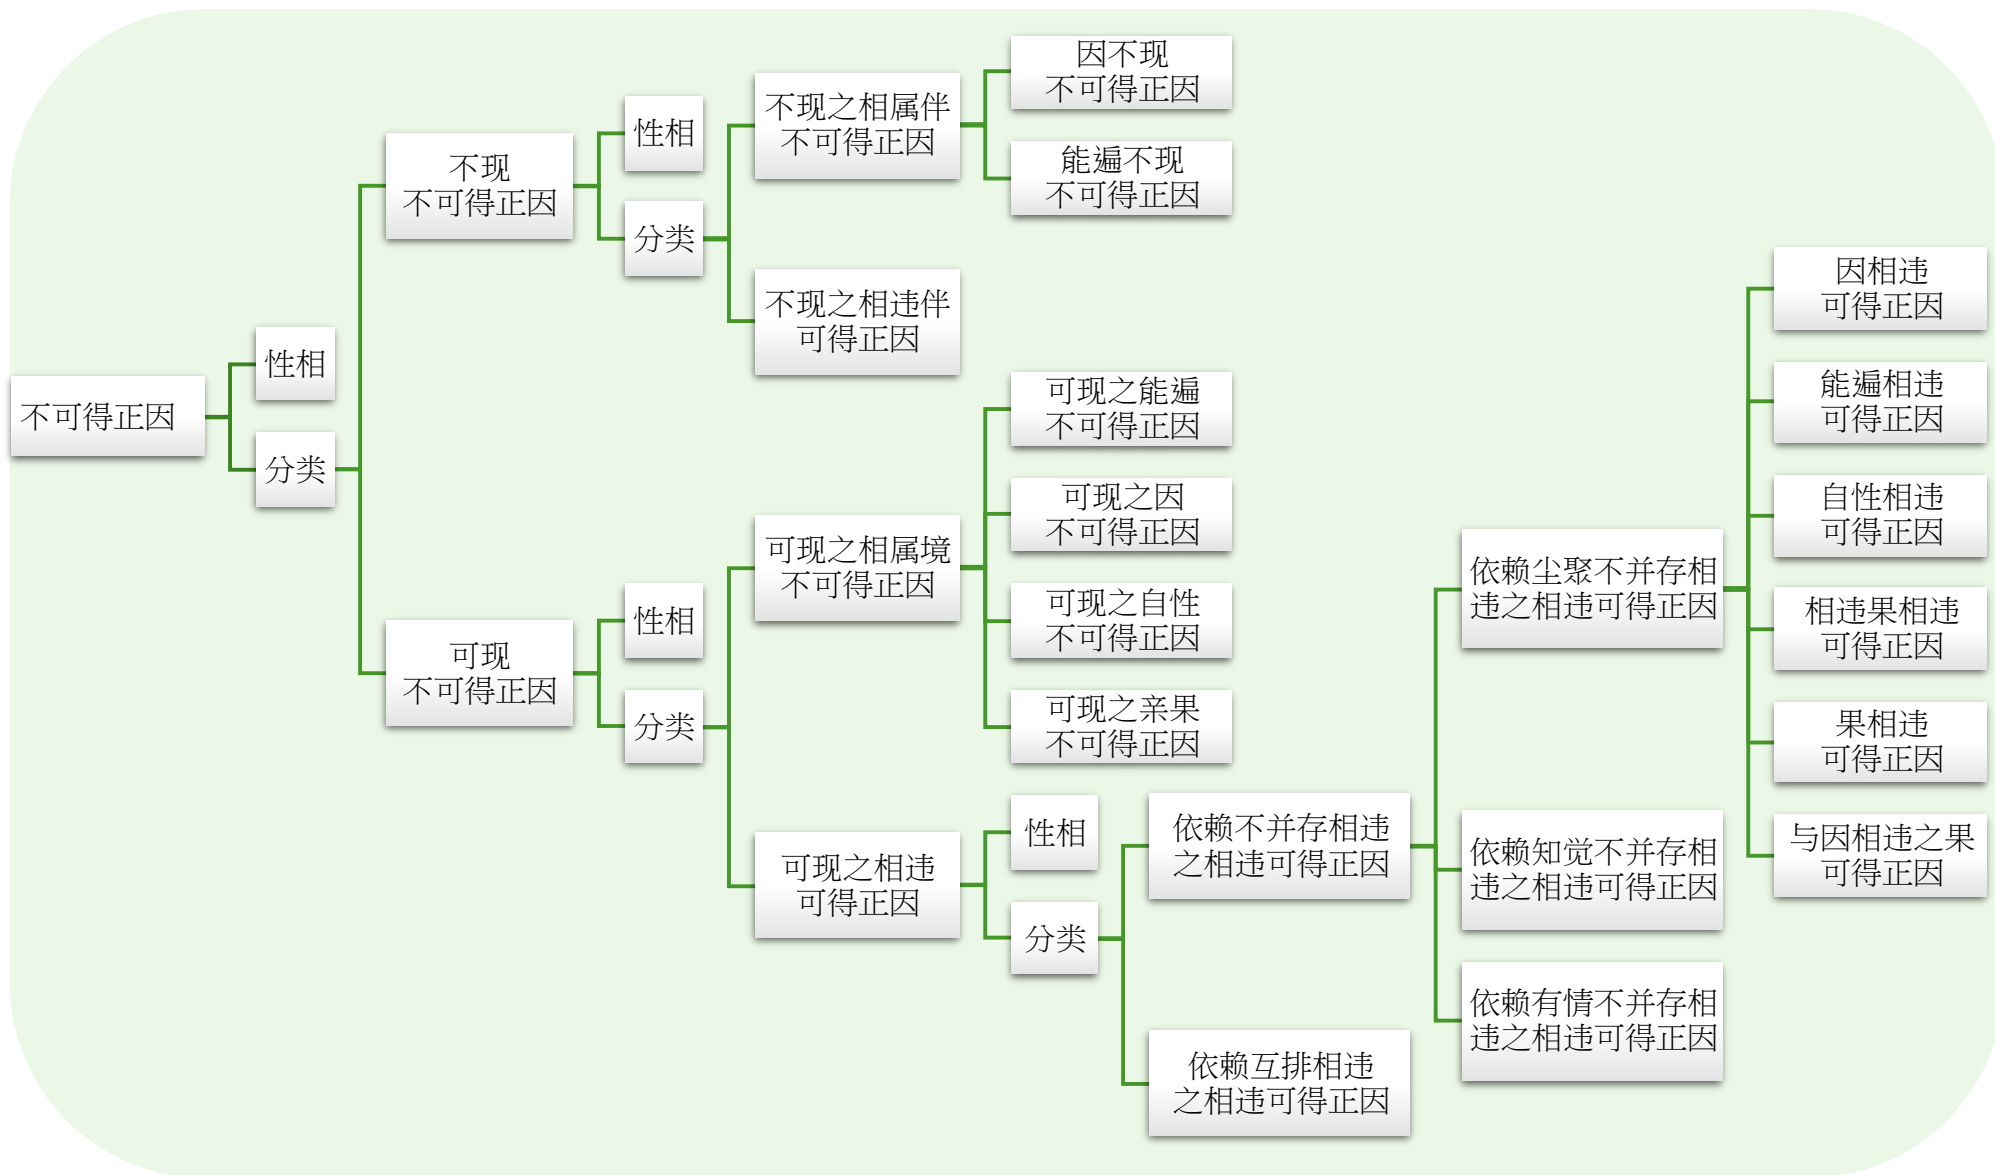 不可得正因
性相
分类
不现
不可得正因
性相
分类
不现之相属伴
不可得正因
因不现
不可得正因
能遍不现
不可得正因
不现之相违伴
可得正因
可现
不可得正因
性相
分类
可现之相属境
不可得正因
可现之能遍
不可得正因
可现之因
不可得正因
可现之自性
不可得正因
可现之亲果
不可得正因
可现之相违
可得正因
性相
分类
依赖不并存相违
之相违可得正因
依赖尘聚不并存相
违之相违可得正因
因相违
可得正因
能遍相违
可得正因
自性相违
可得正因
相违果相违
可得正因
果相违
可得正因
与因相违之果
可得正因
依赖知觉不并存相
违之相违可得正因
依赖有情不并存相
违之相违可得正因
依赖互排相违
之相违可得正因